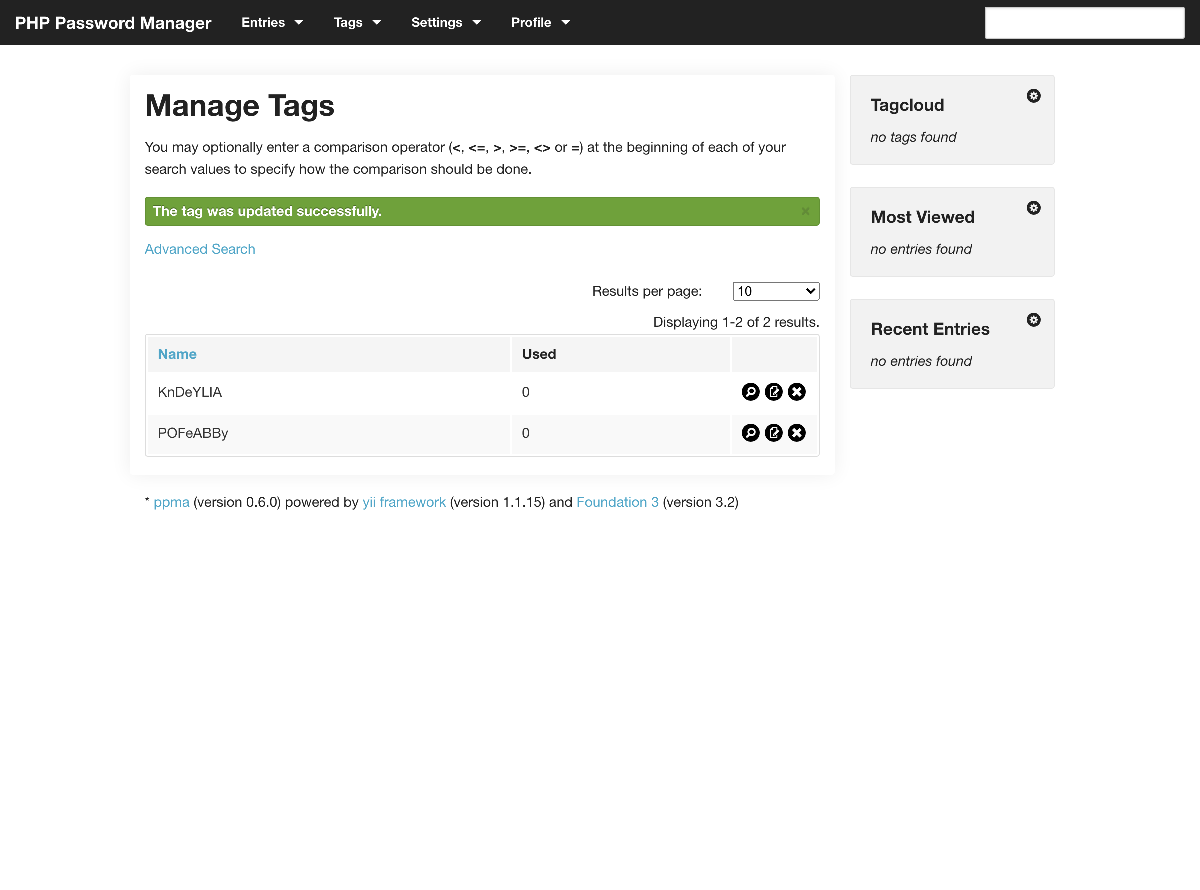 PHP Password Manager Entries Tags Settings Profile
Manage Tags
You may optionally enter a comparison operator (<, <=, >, >=, <> or =) at the beginning of each of your
search values to specify how the comparison should be done.
The tag was updated successfully. ×
Advanced Search
Results per page: 10
Displaying 1-2 of 2 results.
Name Used
KnDeYLIA 0
POFeABBy 0
* ppma (version 0.6.0) powered by yii framework (version 1.1.15) and Foundation 3 (version 3.2)
Tagcloud
no tags found
Most Viewed
no entries found
Recent Entries
no entries found